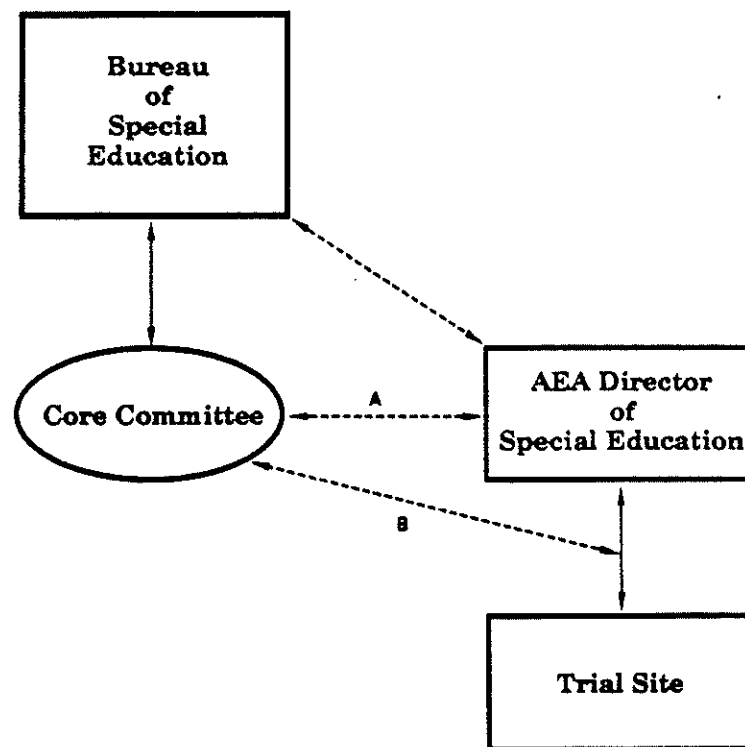 Bureau
of
Special
Education
Core Committee
A
AEA Director
of
Special Education
B
Trial Site